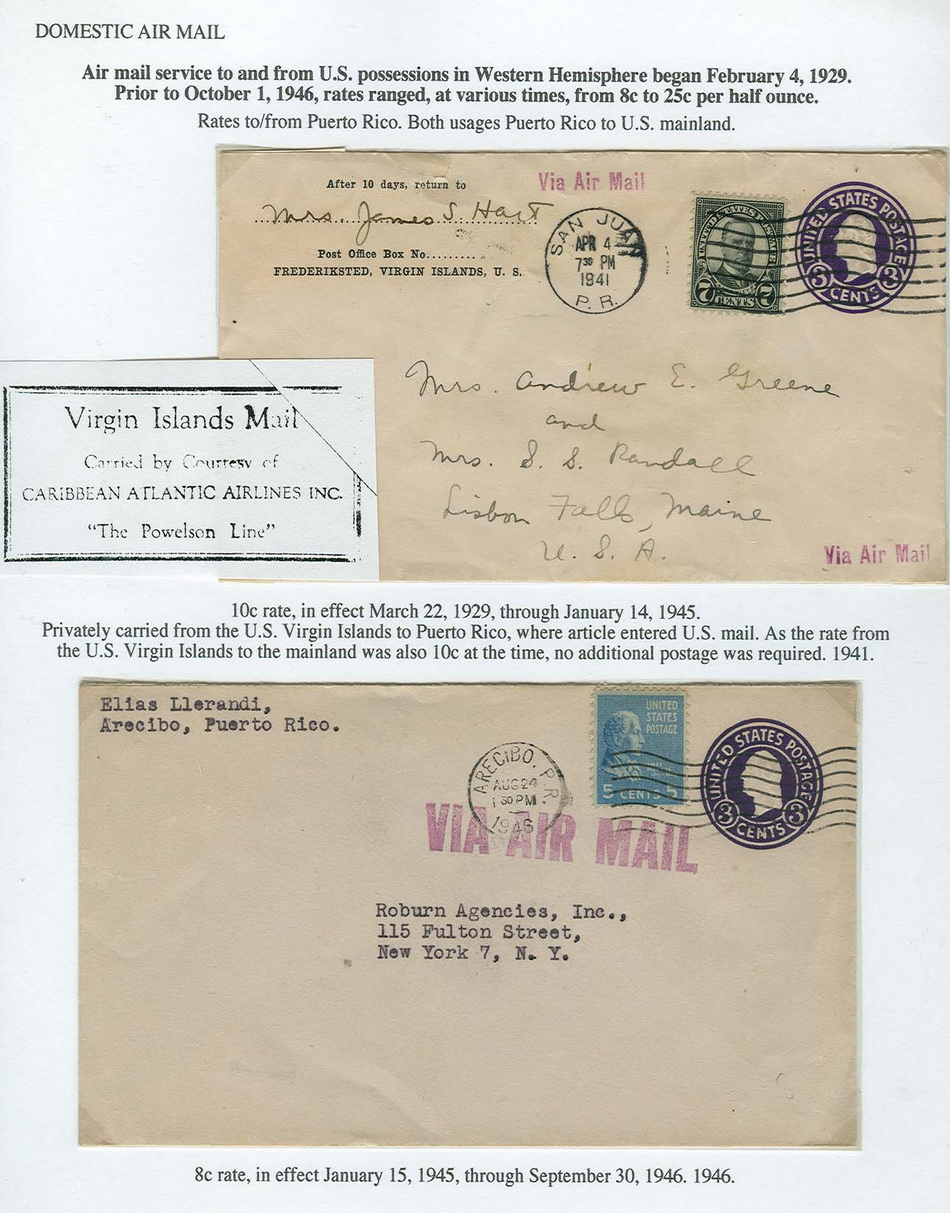 DOMESTIC AIR MAIL
Air mail service to and from U.S. possessions in Western Hemisphere began February 4, 1929.
Prior to October 1, 1946, rates ranged, at various times, from 8c to 25c per half ounce.
Rates to/from Puerto Rico. Both usages Puerto Rico to U.S. mainland.
After 10 days, return to
Mrs. James S. Hart
Post Office Box No.........
FREDERIKSTED, VIRGIN ISLANDS, U. S.
Via Air Mail
SAN JUAN
APR 4
7 30 PM
1941
P. R.
UNITED STATES POSTAGE
7 CENTS 7
UNITED STATES POSTAGE
3 CENTS 3
Mrs. Andrew E. Greene
and
Mrs. S. S. Randall
Lisbon Falls, Maine
U. S. A.
Via Air Mail
Virgin Islands Mail
Carried by Courtesy of
CARIBBEAN ATLANTIC AIRLINES INC.
"The Powelson Line"
10c rate, in effect March 22, 1929, through January 14, 1945.
Privately carried from the U.S. Virgin Islands to Puerto Rico, where article entered U.S. mail. As the rate from
the U.S. Virgin Islands to the mainland was also 10c at the time, no additional postage was required. 1941.
Elias Llerandi,
Arecibo, Puerto Rico.
ARECIBO, P.R.
AUG 24
1 30 PM
1946
UNITED
STATES
POSTAGE
5 CENTS 5
UNITED STATES POSTAGE
3 CENTS 3
VIA AIR MAIL
Roburn Agencies, Inc.,
115 Fulton Street,
New York 7, N. Y.
8c rate, in effect January 15, 1945, through September 30, 1946. 1946.